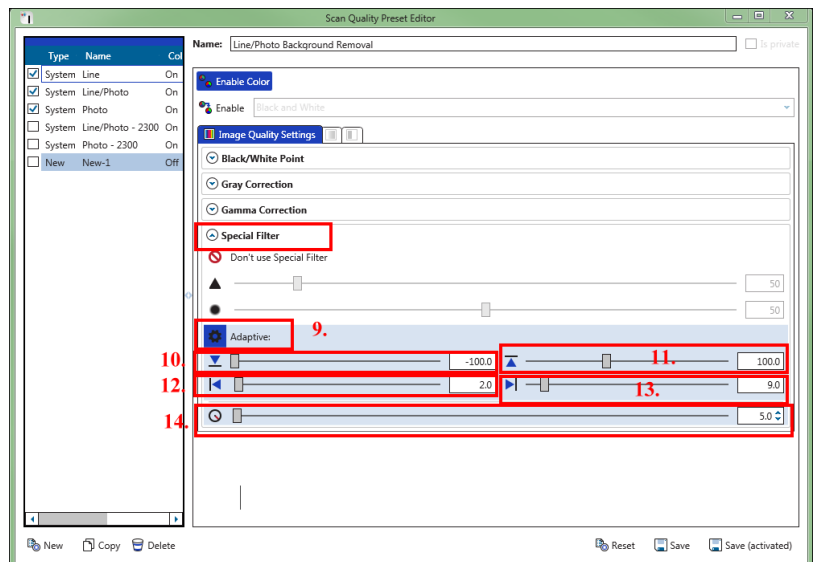 Scan Quality Preset Editor
Name: Line/Photo Background Removal Is private
Type Name Col
System Line On
System Line/Photo On
System Photo On
System Line/Photo - 2300 On
System Photo - 2300 On
New New-1 Off
Enable Color
Enable Black and White
Image Quality Settings
Black/White Point
Gray Correction
Gamma Correction
Special Filter
Don't use Special Filter
50
50
Adaptive: 9.
10. -100.0 11. 100.0
12. 2.0 13. 9.0
14. 5.0
New Copy Delete Reset Save Save (activated)